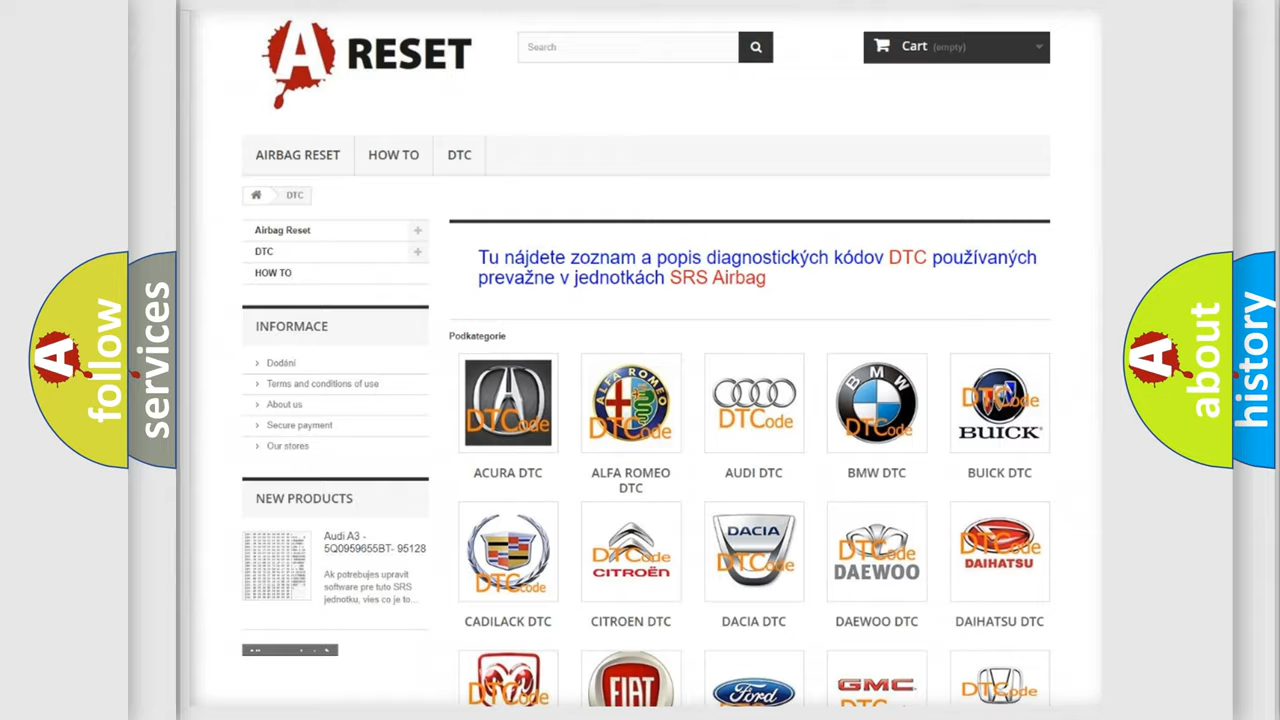 A RESET
Search
Cart (empty)
AIRBAG RESET
HOW TO
DTC
DTC
Airbag Reset
DTC
HOW TO
INFORMACE
Dodání
Terms and conditions of use
About us
Secure payment
Our stores
NEW PRODUCTS
Audi A3 -
5Q0959655BT- 95128
Ak potrebujes upravit
software pre tuto SRS
jednotku, vies co je to...
Tu nájdete zoznam a popis diagnostických kódov DTC používaných
prevažne v jednotkách SRS Airbag
Podkategorie
DTCode
ALFA ROMEO
DTCode
DTCode
BMW
DTCode
DTCode
BUICK
ACURA DTC
ALFA ROMEO
DTC
AUDI DTC
BMW DTC
BUICK DTC
DTCode
DTCode
CITROËN
DACIA
DTCode
DTCode
DAEWOO
DTCode
DAIHATSU
CADILACK DTC
CITROEN DTC
DACIA DTC
DAEWOO DTC
DAIHATSU DTC
DTCode
FIAT
Ford
GMC
DTCode
A follow
services
A about
history